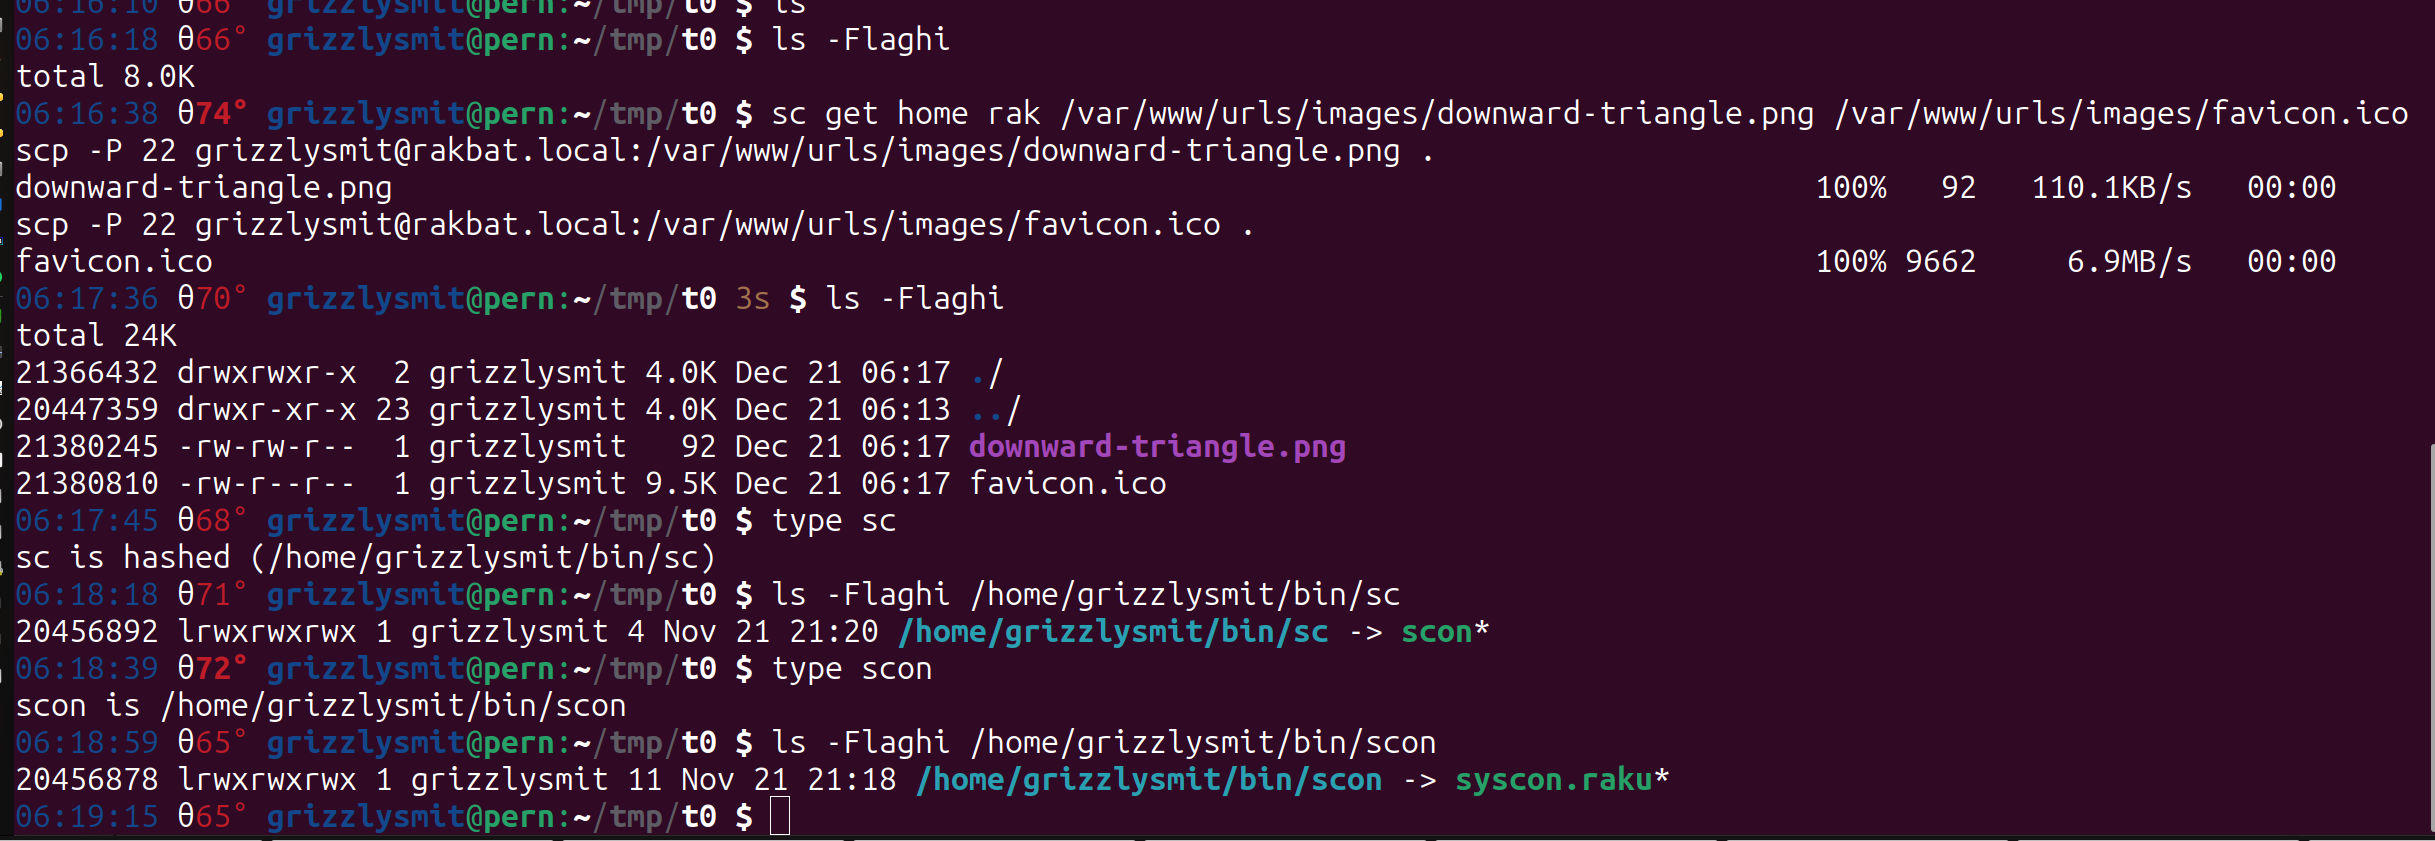 06:16:10 θ66° grizzlysmit@pern:~/tmp/t0 $ ls
06:16:18 θ66° grizzlysmit@pern:~/tmp/t0 $ ls -Flaghi
total 8.0K
06:16:38 θ74° grizzlysmit@pern:~/tmp/t0 $ sc get home rak /var/www/urls/images/downward-triangle.png /var/www/urls/images/favicon.ico
scp -P 22 grizzlysmit@rakbat.local:/var/www/urls/images/downward-triangle.png .
downward-triangle.png 100% 92 110.1KB/s 00:00
scp -P 22 grizzlysmit@rakbat.local:/var/www/urls/images/favicon.ico .
favicon.ico 100% 9662 6.9MB/s 00:00
06:17:36 θ70° grizzlysmit@pern:~/tmp/t0 3s $ ls -Flaghi
total 24K
21366432 drwxrwxr-x  2 grizzlysmit 4.0K Dec 21 06:17 ./
20447359 drwxr-xr-x 23 grizzlysmit 4.0K Dec 21 06:13 ../
21380245 -rw-rw-r--  1 grizzlysmit   92 Dec 21 06:17 downward-triangle.png
21380810 -rw-r--r--  1 grizzlysmit 9.5K Dec 21 06:17 favicon.ico
06:17:45 θ68° grizzlysmit@pern:~/tmp/t0 $ type sc
sc is hashed (/home/grizzlysmit/bin/sc)
06:18:18 θ71° grizzlysmit@pern:~/tmp/t0 $ ls -Flaghi /home/grizzlysmit/bin/sc
20456892 lrwxrwxrwx 1 grizzlysmit 4 Nov 21 21:20 /home/grizzlysmit/bin/sc -> scon*
06:18:39 θ72° grizzlysmit@pern:~/tmp/t0 $ type scon
scon is /home/grizzlysmit/bin/scon
06:18:59 θ65° grizzlysmit@pern:~/tmp/t0 $ ls -Flaghi /home/grizzlysmit/bin/scon
20456878 lrwxrwxrwx 1 grizzlysmit 11 Nov 21 21:18 /home/grizzlysmit/bin/scon -> syscon.raku*
06:19:15 θ65° grizzlysmit@pern:~/tmp/t0 $